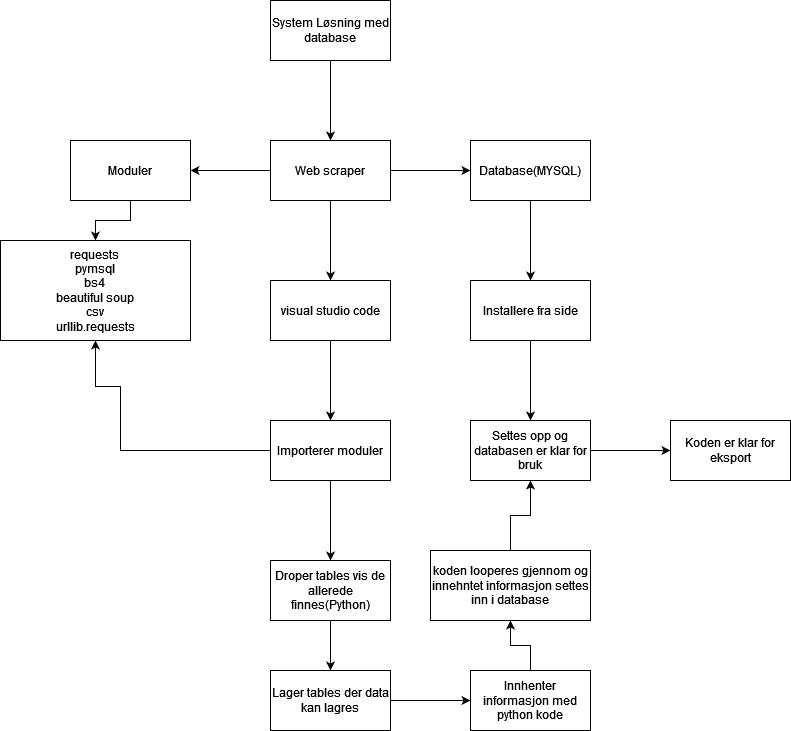 System Løsning med
database
Moduler
Web scraper
Database(MYSQL)
requests
pymsql
bs4
beautiful soup
csv
urllib.requests
visual studio code
Installere fra side
Importerer moduler
Settes opp og
databasen er klar for
bruk
Koden er klar for
eksport
Droper tables vis de
allerede
finnes(Python)
koden looperes gjennom og
innehntet informasjon settes
inn i database
Lager tables der data
kan lagres
Innhenter
informasjon med
python kode